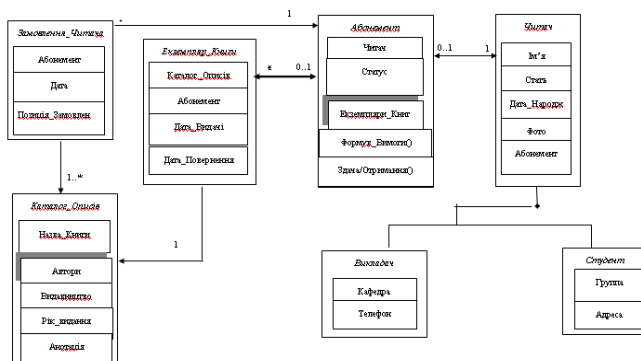 Замовлення_Читача
Абонемент
Дата
Позиція_Замовлен
*
1
Екземпляр_Книги
Каталог_Описів
Абонемент
Дата_Видачі
Дата_Повернення
є
0..1
Абонемент
Читач
Статус
Екземпляри_Книг
Формув_Вимоги()
Здача/Отримання()
0..1
1
Читач
Ім’я
Стать
Дата_Народж
Фото
Абонемент
1..*
1
Каталог_Описів
Назва_Книги
Автори
Видавництво
Рік_видання
Анотація
Викладач
Кафедра
Телефон
Студент
Группа
Адреса